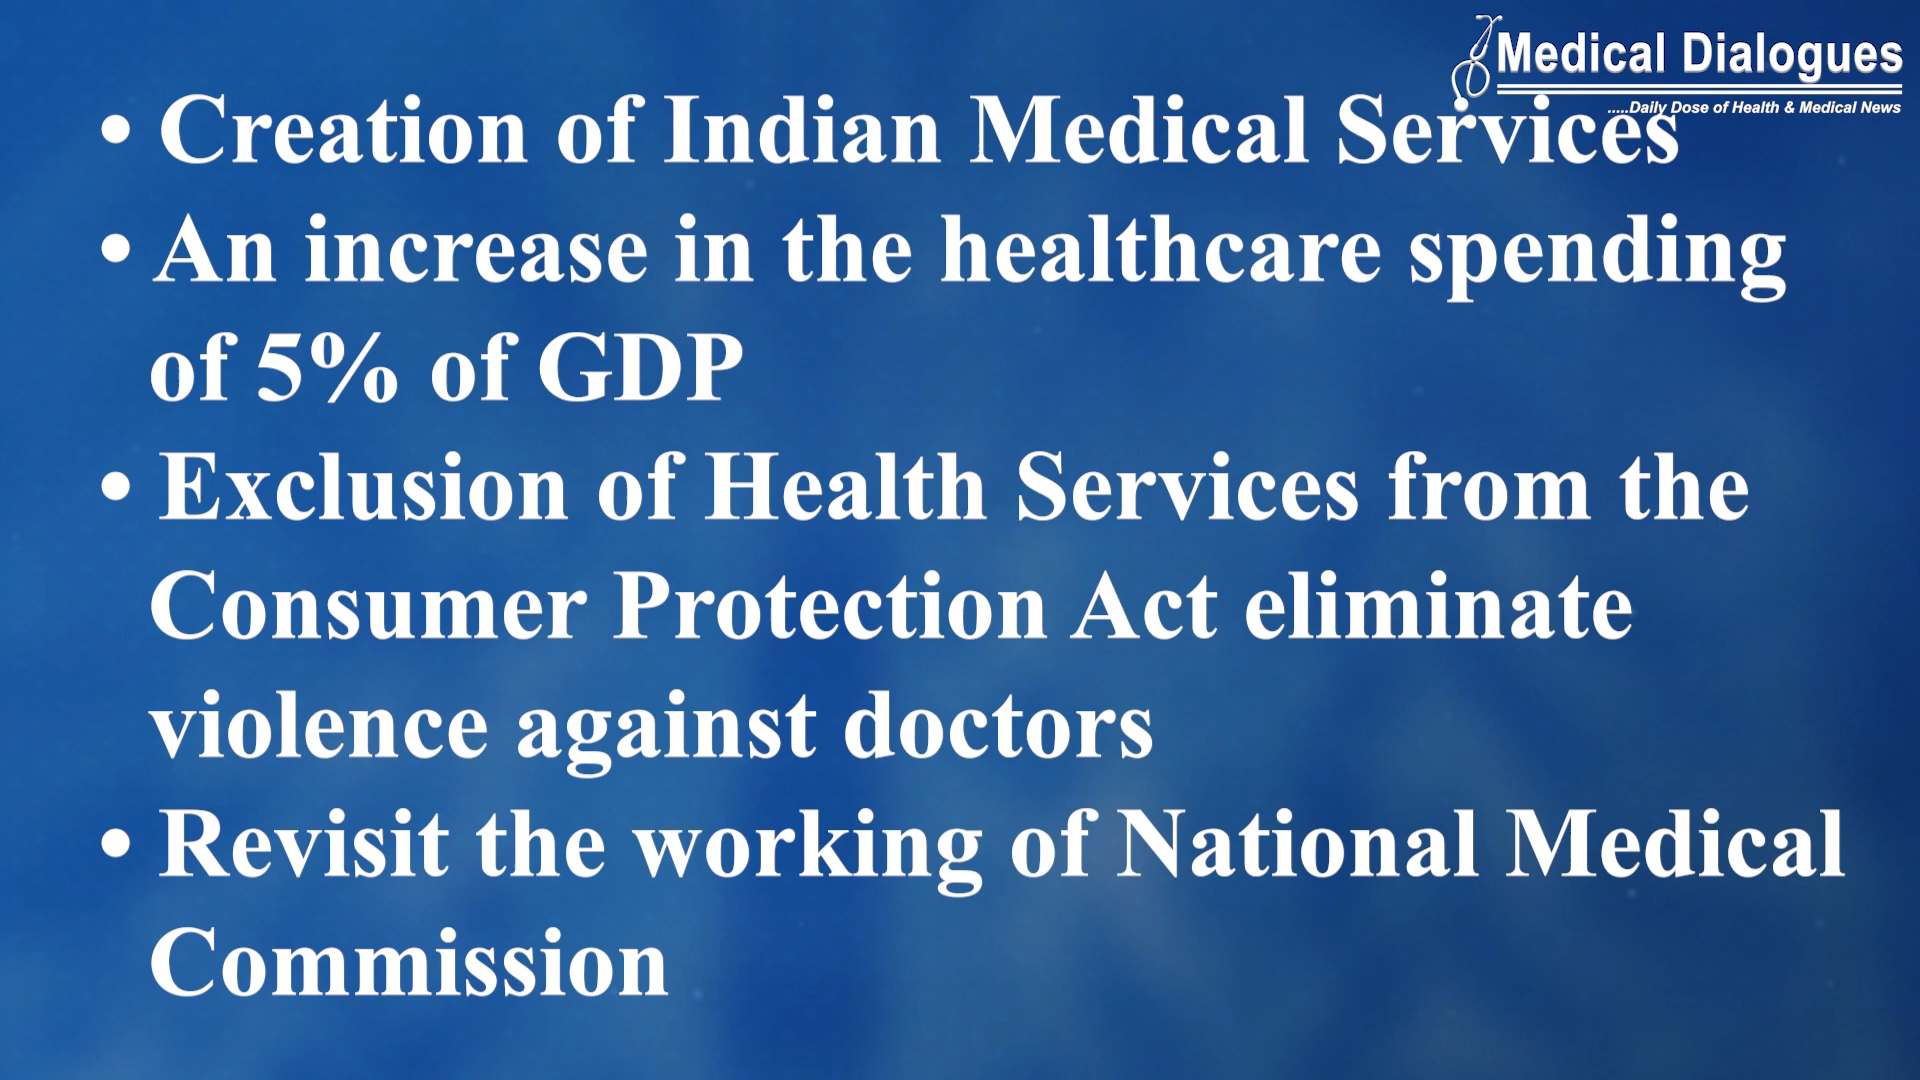 Medical Dialogues
.....Daily Dose of Health & Medical News
• Creation of Indian Medical Services
• An increase in the healthcare spending
of 5% of GDP
• Exclusion of Health Services from the
Consumer Protection Act eliminate
violence against doctors
• Revisit the working of National Medical
Commission